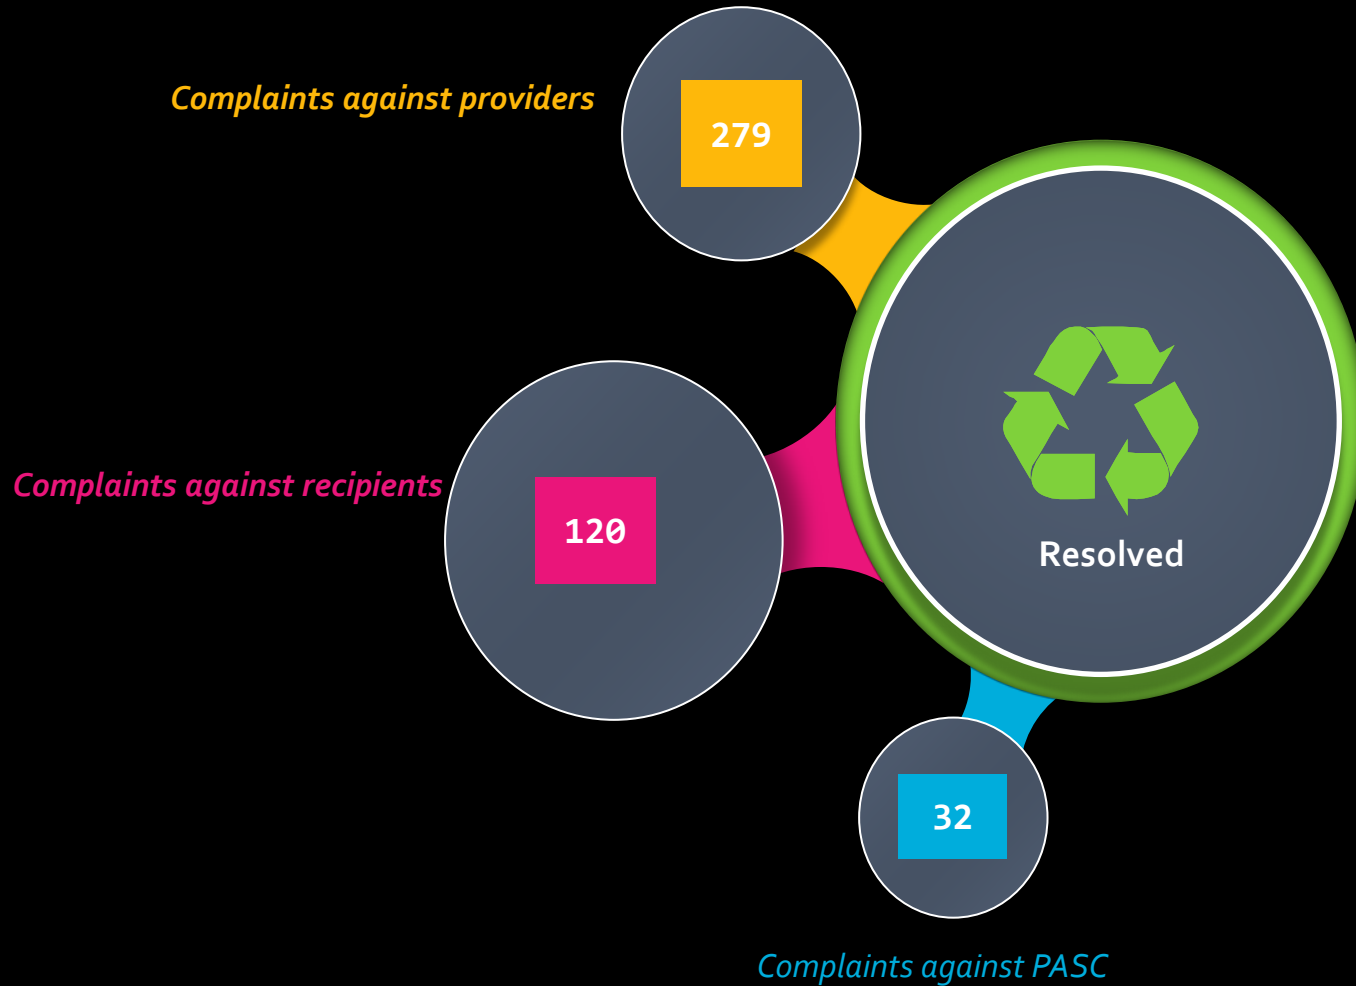 Complaints against providers
279
Complaints against recipients
120
Resolved
32
Complaints against PASC